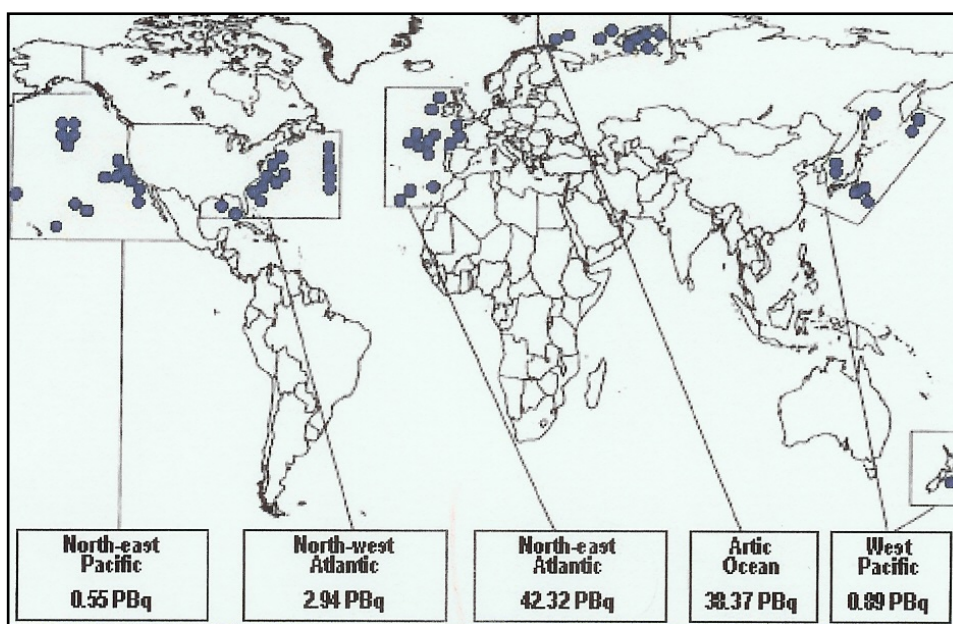 North-east
Pacific
0.55 PBq
North-west
Atlantic
2.94 PBq
North-east
Atlantic
42.32 PBq
Artic
Ocean
38.37 PBq
West
Pacific
0.89 PBq